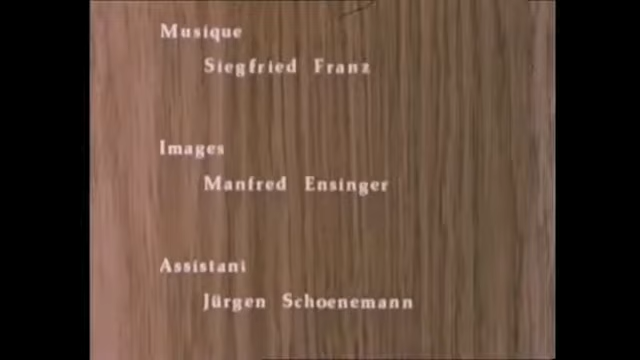 Musique
Siegfried Franz
Images
Manfred Ensinger
Assistant
Jürgen Schoenemann